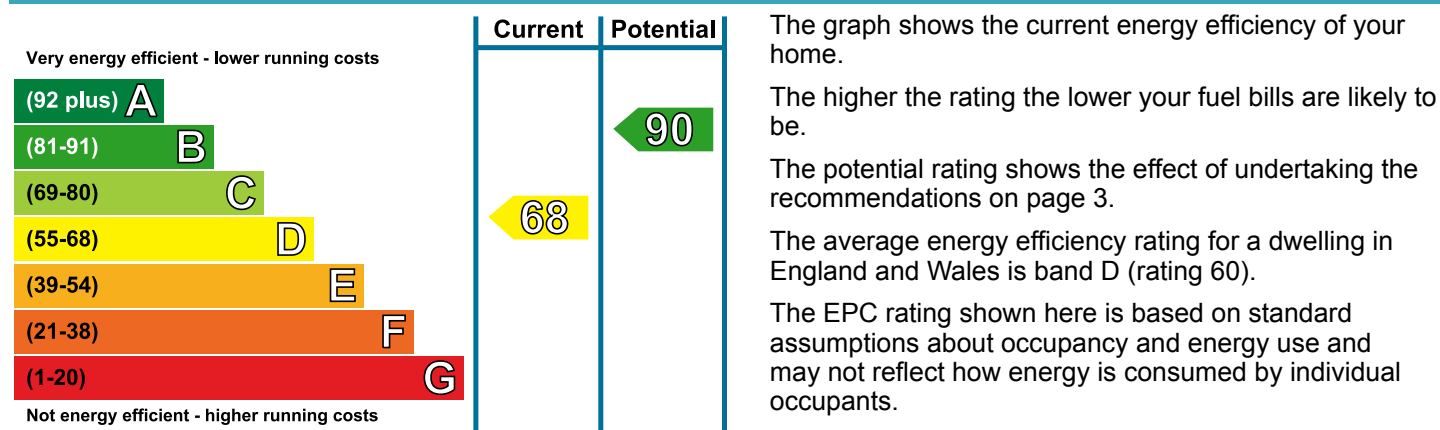 Current Potential
Very energy efficient - lower running costs
(92 plus) A
(81-91) B
(69-80) C
(55-68) D
(39-54) E
(21-38) F
(1-20) G
Not energy efficient - higher running costs
90
68
The graph shows the current energy efficiency of your
home.
The higher the rating the lower your fuel bills are likely to
be.
The potential rating shows the effect of undertaking the
recommendations on page 3.
The average energy efficiency rating for a dwelling in
England and Wales is band D (rating 60).
The EPC rating shown here is based on standard
assumptions about occupancy and energy use and
may not reflect how energy is consumed by individual
occupants.